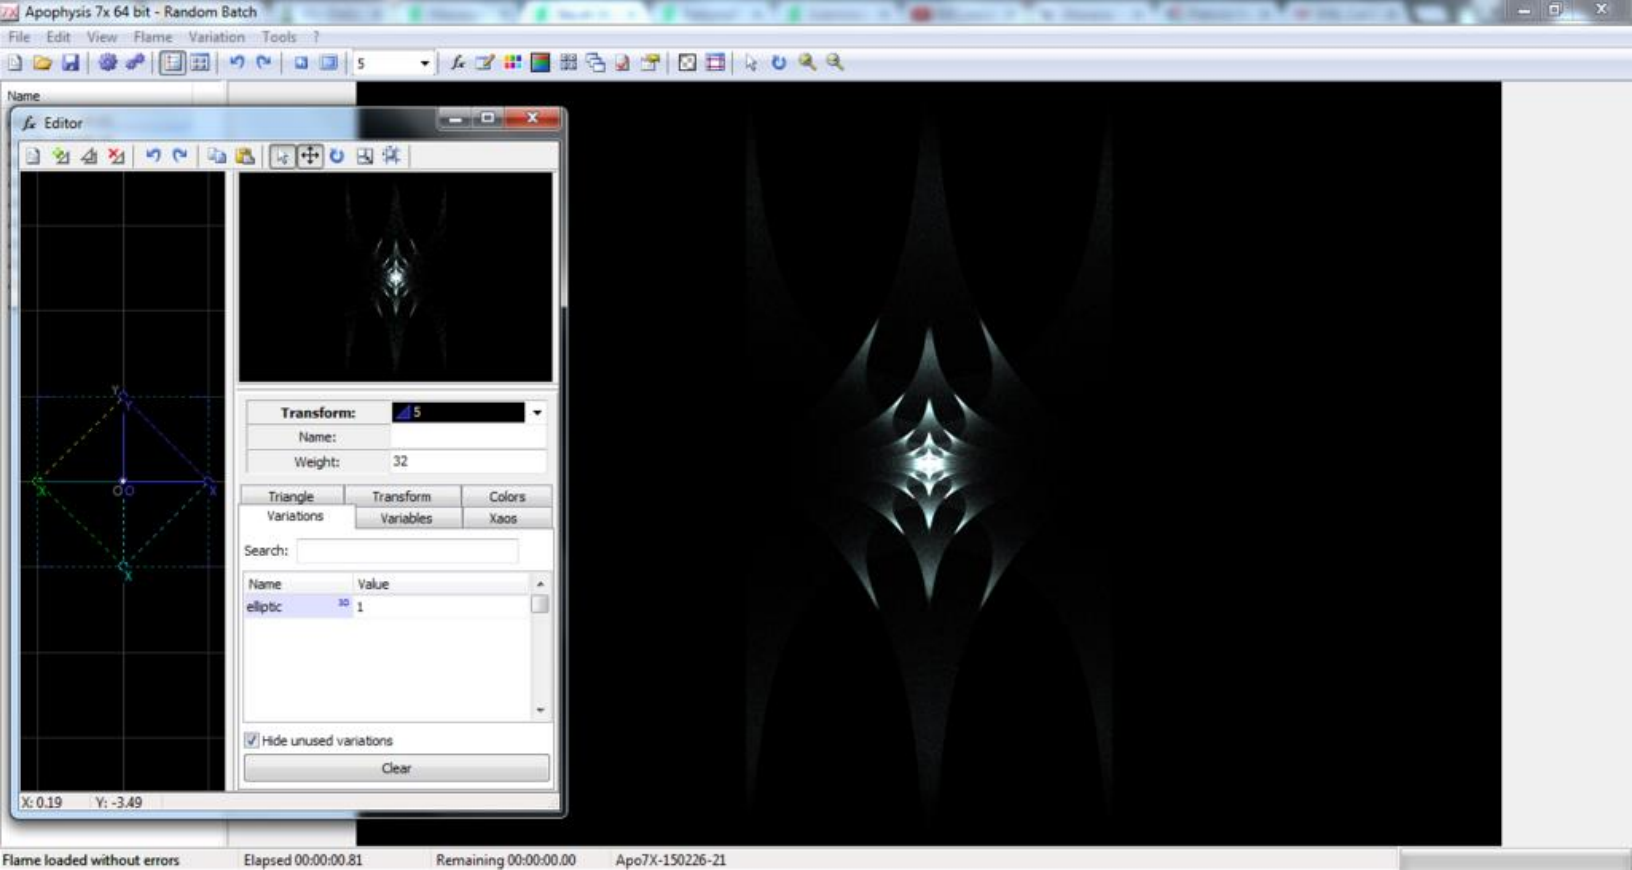 Apophysis 7x 64 bit - Random Batch
File Edit View Flame Variation Tools ?
5
Name
Editor
Y
Y
X
O O
X
X
Transform: 5
Name:
Weight: 32
Triangle Transform Colors
Variations Variables Xaos
Search:
Name Value
elliptic 3D 1
Hide unused variations
Clear
X: 0.19 Y: -3.49
Flame loaded without errors Elapsed 00:00:00.81 Remaining 00:00:00.00 Apo7X-150226-21